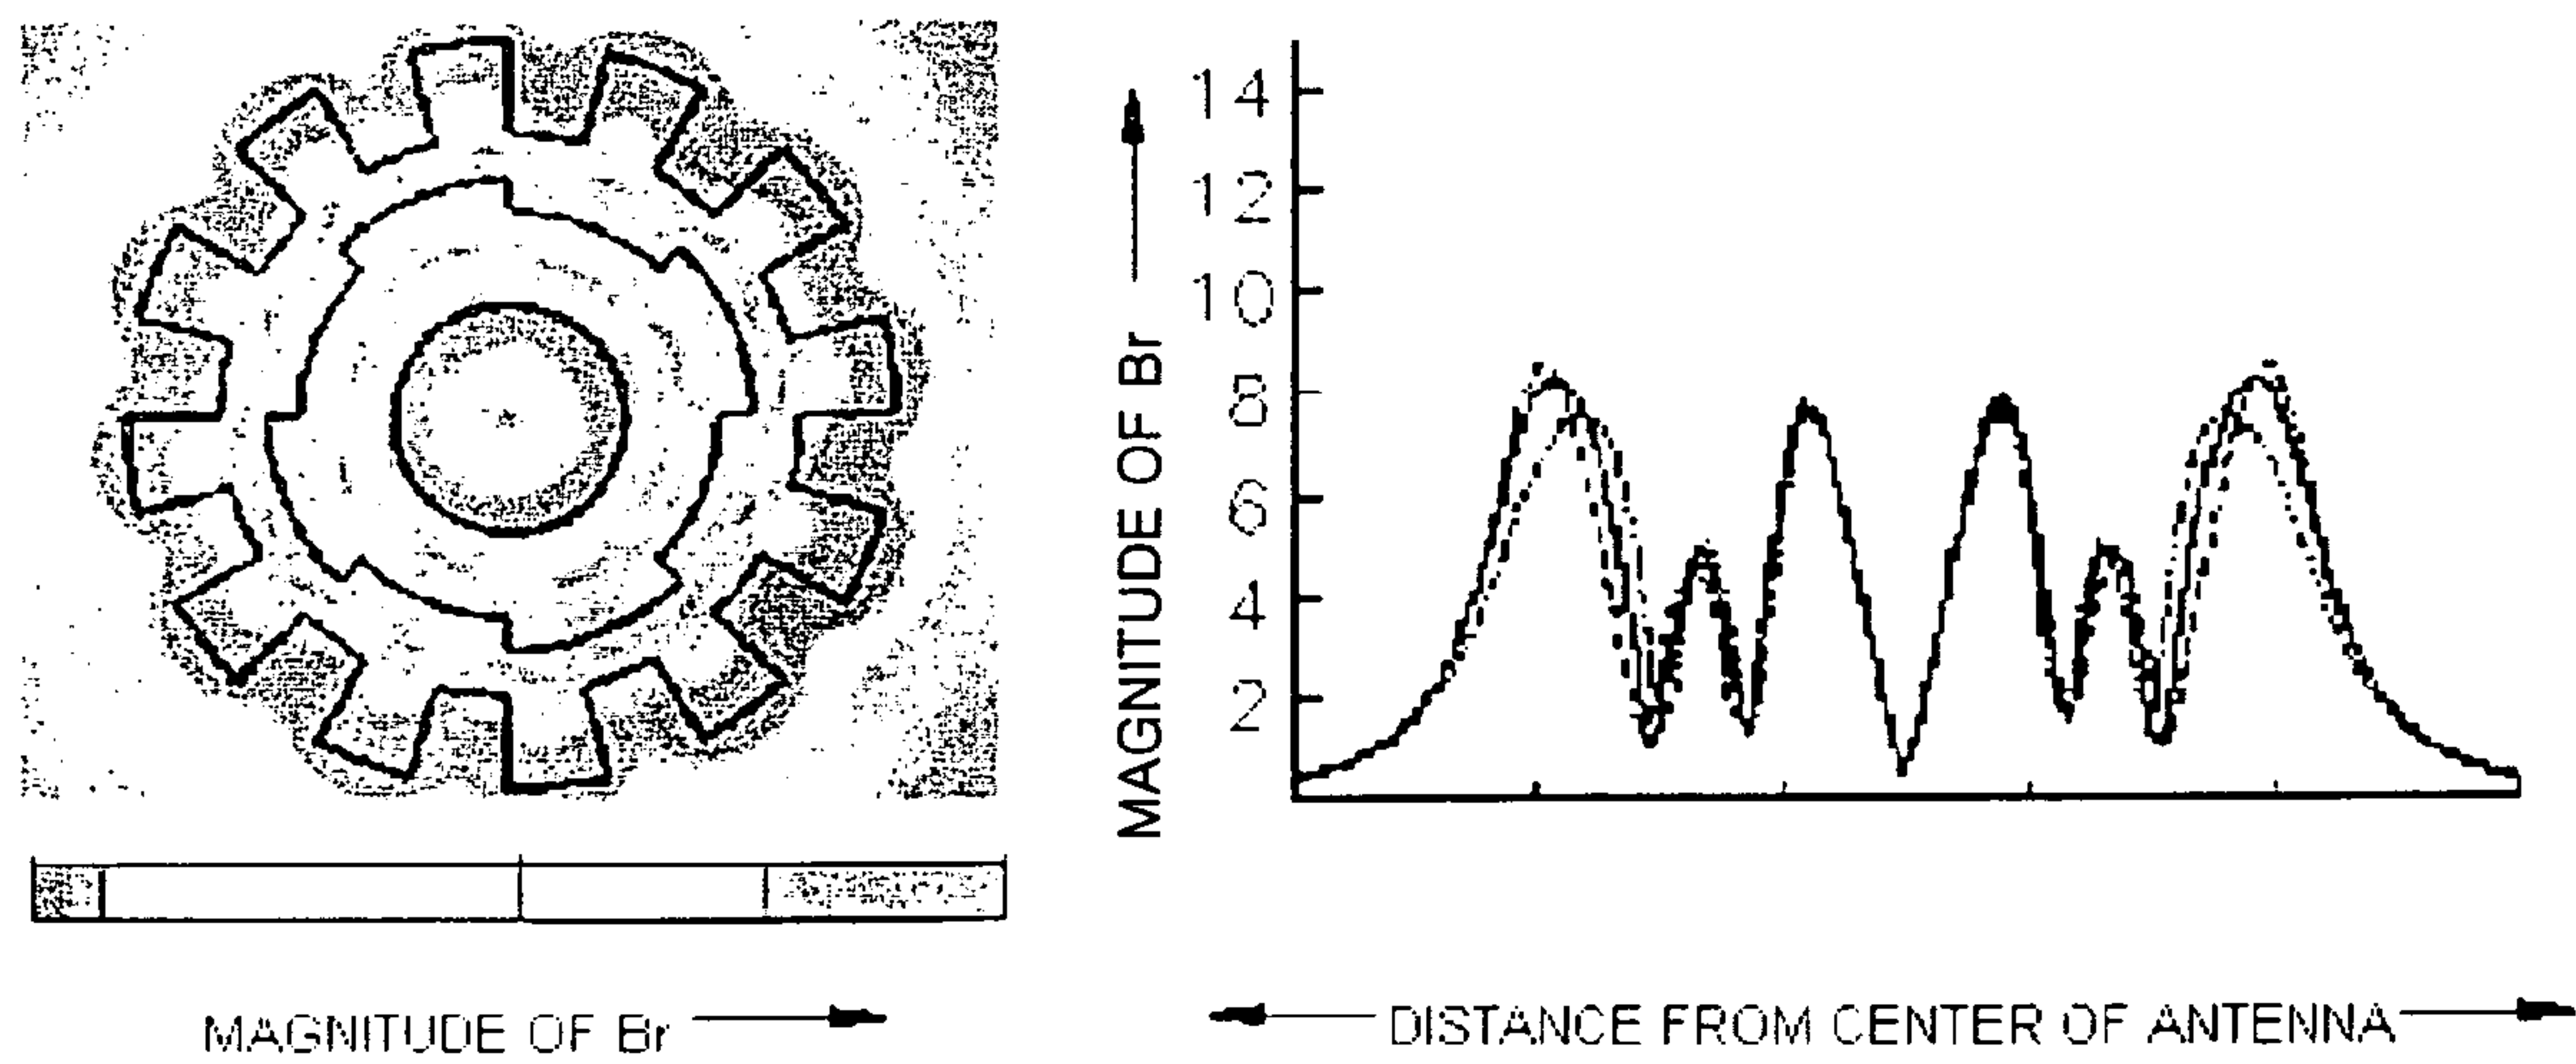 MAGNITUDE OF Br
14
12
10
8
6
4
2
MAGNITUDE OF Br
DISTANCE FROM CENTER OF ANTENNA